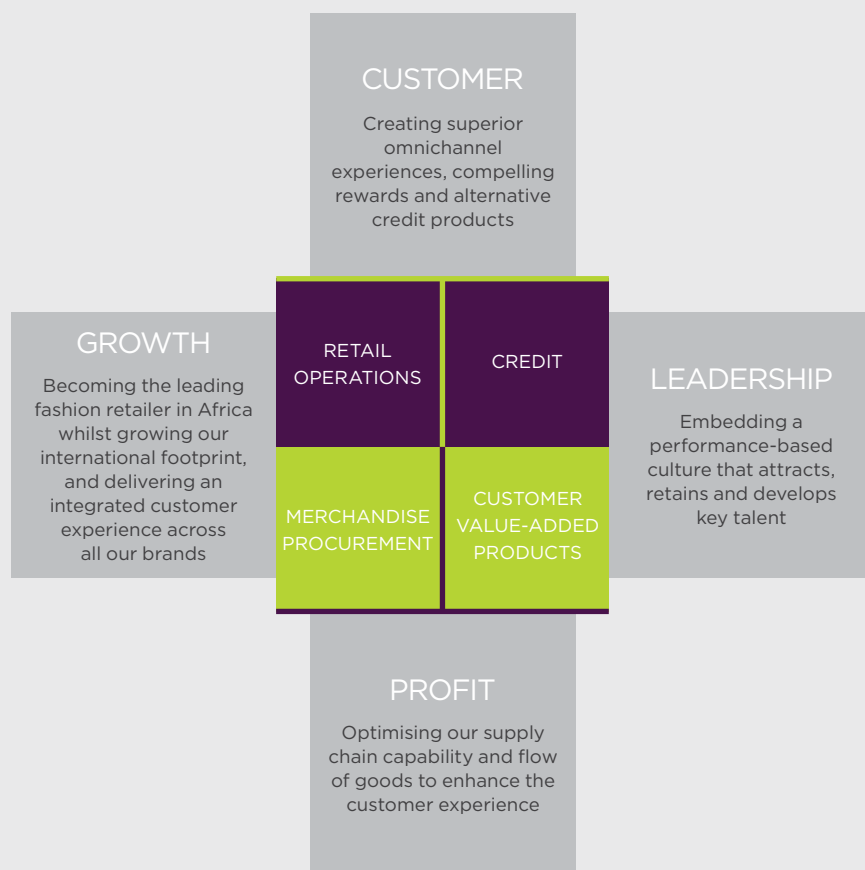 CUSTOMER
Creating superior
omnichannel
experiences, compelling
rewards and alternative
credit products
GROWTH
Becoming the leading
fashion retailer in Africa
whilst growing our
international footprint,
and delivering an
integrated customer
experience across
all our brands
RETAIL
OPERATIONS
CREDIT
MERCHANDISE
PROCUREMENT
CUSTOMER
VALUE-ADDED
PRODUCTS
LEADERSHIP
Embedding a
performance-based
culture that attracts,
retains and develops
key talent
PROFIT
Optimising our supply
chain capability and flow
of goods to enhance the
customer experience